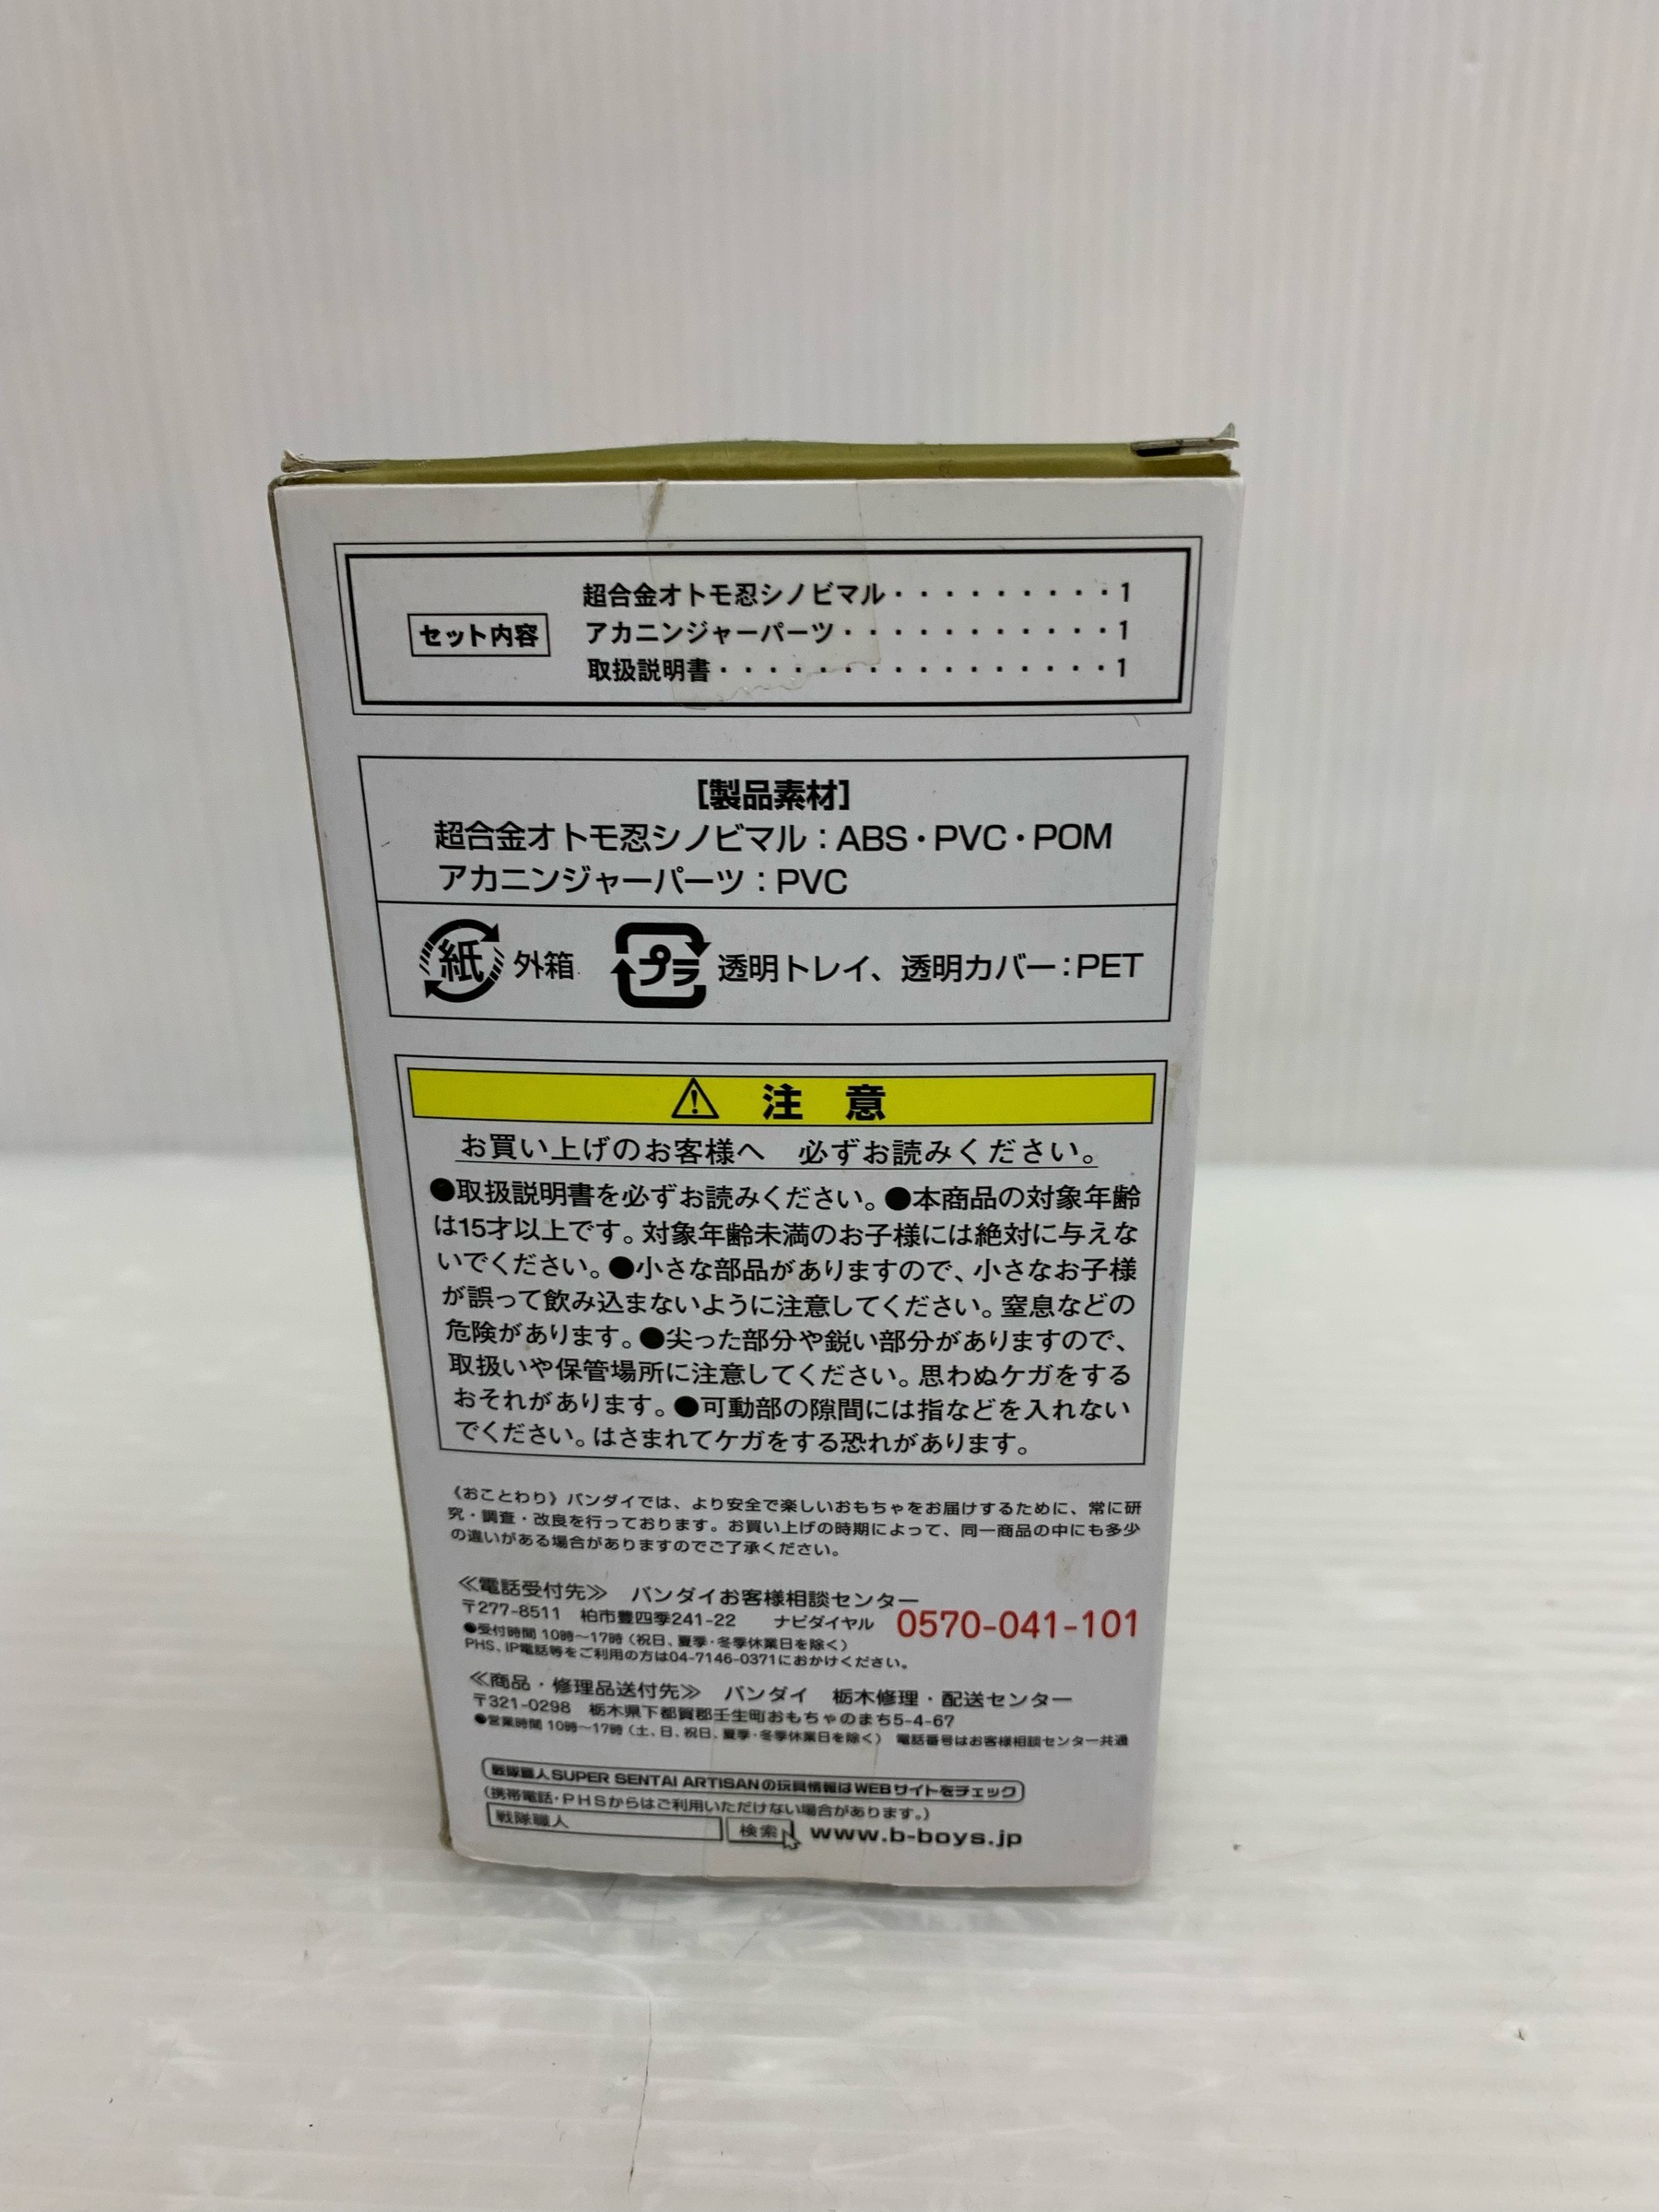 セット内容
超合金オトモ忍シノビマル・・・・・・・・・1
アカニンジャーパーツ・・・・・・・・・・・1
取扱説明書・・・・・・・・・・・・・・・・1
[製品素材]
超合金オトモ忍シノビマル：ABS・PVC・POM
アカニンジャーパーツ：PVC
紙 外箱 プラ 透明トレイ、透明カバー：PET
⚠ 注 意
お買い上げのお客様へ　必ずお読みください。
●取扱説明書を必ずお読みください。●本商品の対象年齢
は15才以上です。対象年齢未満のお子様には絶対に与えな
いでください。●小さな部品がありますので、小さなお子様
が誤って飲み込まないように注意してください。窒息などの
危険があります。●尖った部分や鋭い部分がありますので、
取扱いや保管場所に注意してください。思わぬケガをする
おそれがあります。●可動部の隙間には指などを入れない
でください。はさまれてケガをする恐れがあります。
《おことわり》バンダイでは、より安全で楽しいおもちゃをお届けするために、常に研
究・調査・改良を行っております。お買い上げの時期によって、同一商品の中にも多少
の違いがある場合がありますのでご了承ください。
≪電話受付先≫　バンダイお客様相談センター
〒277-8511　柏市豊四季241-22　ナビダイヤル 0570-041-101
●受付時間 10時～17時（祝日、夏季・冬季休業日を除く）
PHS、IP電話等をご利用の方は04-7146-0371におかけください。
≪商品・修理品送付先≫　バンダイ　栃木修理・配送センター
〒321-0298　栃木県下都賀郡壬生町おもちゃのまち5-4-67
●営業時間 10時～17時（土、日、祝日、夏季・冬季休業日を除く）　電話番号はお客様相談センター共通
戦隊職人SUPER SENTAI ARTISANの玩具情報はWEBサイトをチェック
（携帯電話・PHSからはご利用いただけない場合があります。）
戦隊職人 検索 www.b-boys.jp